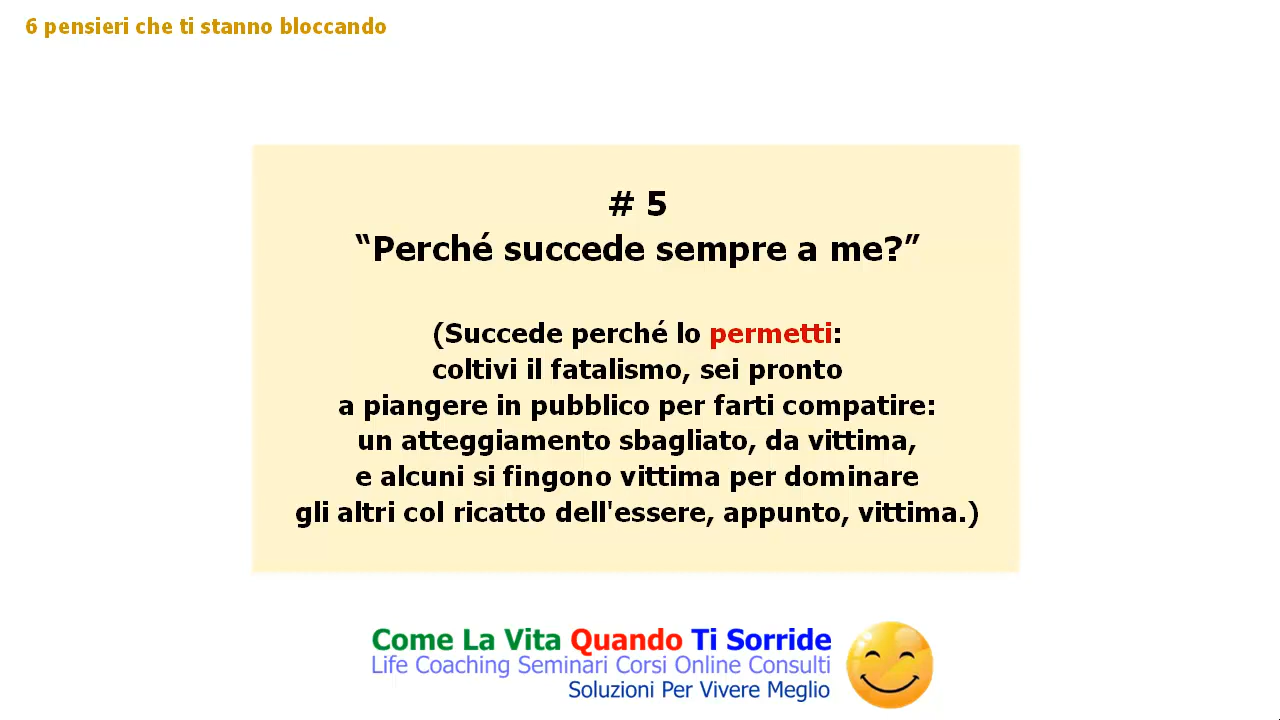 6 pensieri che ti stanno bloccando
# 5
“Perché succede sempre a me?”
(Succede perché lo permetti:
coltivi il fatalismo, sei pronto
a piangere in pubblico per farti compatire:
un atteggiamento sbagliato, da vittima,
e alcuni si fingono vittima per dominare
gli altri col ricatto dell'essere, appunto, vittima.)
Come La Vita Quando Ti Sorride
Life Coaching Seminari Corsi Online Consulti
Soluzioni Per Vivere Meglio